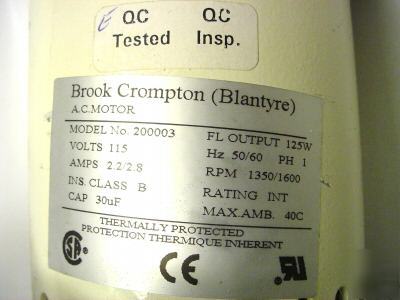 QC QC
Tested Insp.
Brook Crompton (Blantyre)
A.C.MOTOR
MODEL No. 200003 FL OUTPUT 125W
VOLTS 115 Hz 50/60 PH 1
AMPS 2.2/2.8 RPM 1350/1600
INS. CLASS B RATING INT
CAP 30uF MAX.AMB. 40C
THERMALLY PROTECTED
PROTECTION THERMIQUE INHERENT
CE